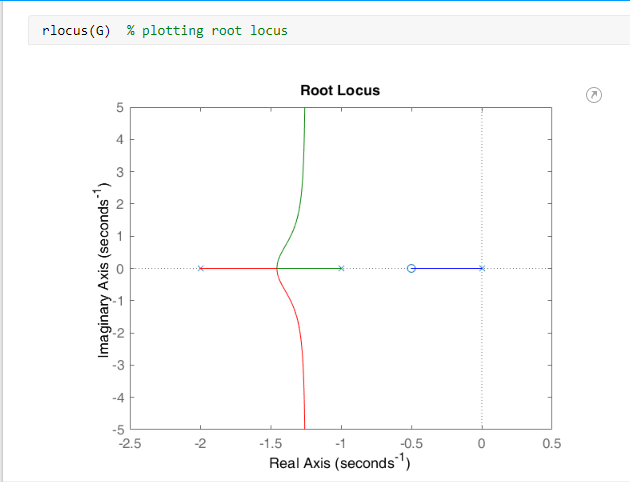 rlocus(G) % plotting root locus
Root Locus
Imaginary Axis (seconds⁻¹)
5
4
3
2
1
0
-1
-2
-3
-4
-5
-2.5 -2 -1.5 -1 -0.5 0 0.5
Real Axis (seconds⁻¹)